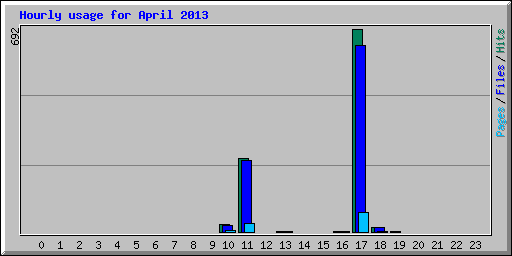 Hourly usage for April 2013
692
0 1 2 3 4 5 6 7 8 9 10 11 12 13 14 15 16 17 18 19 20 21 22 23
Pages/Files/Hits